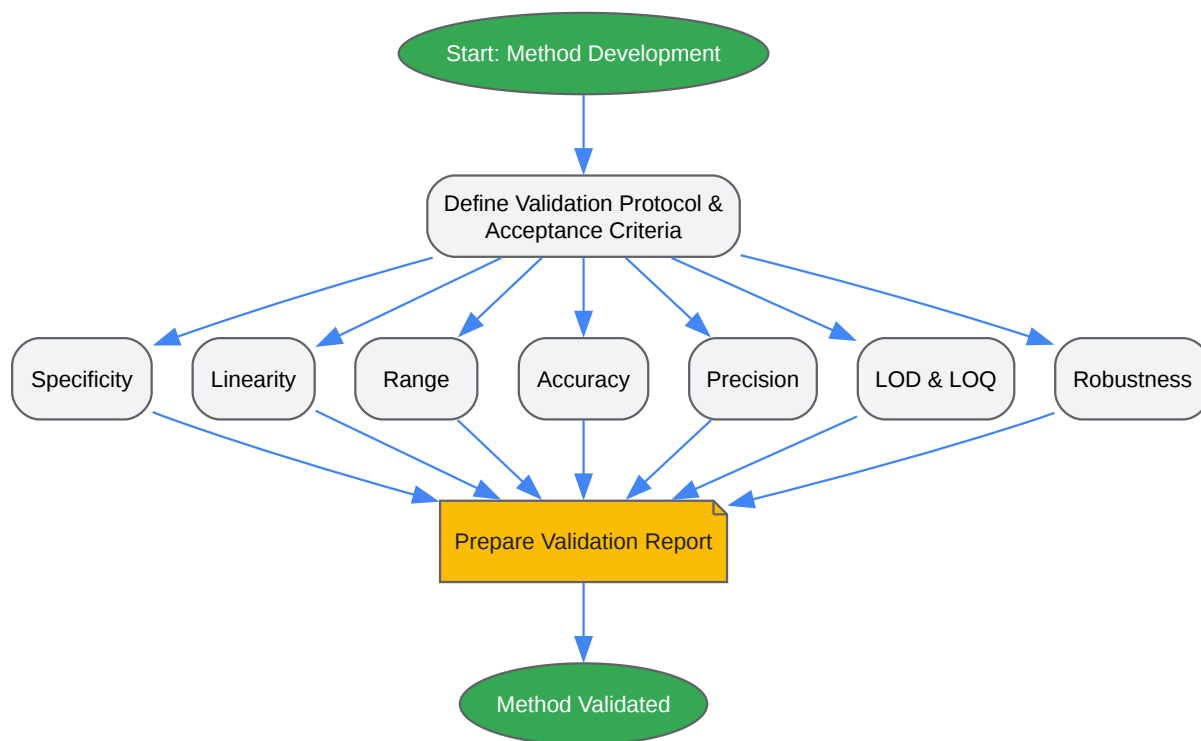 Start: Method Development
Define Validation Protocol &
Acceptance Criteria
Specificity
Linearity
Range
Accuracy
Precision
LOD & LOQ
Robustness
Prepare Validation Report
Method Validated